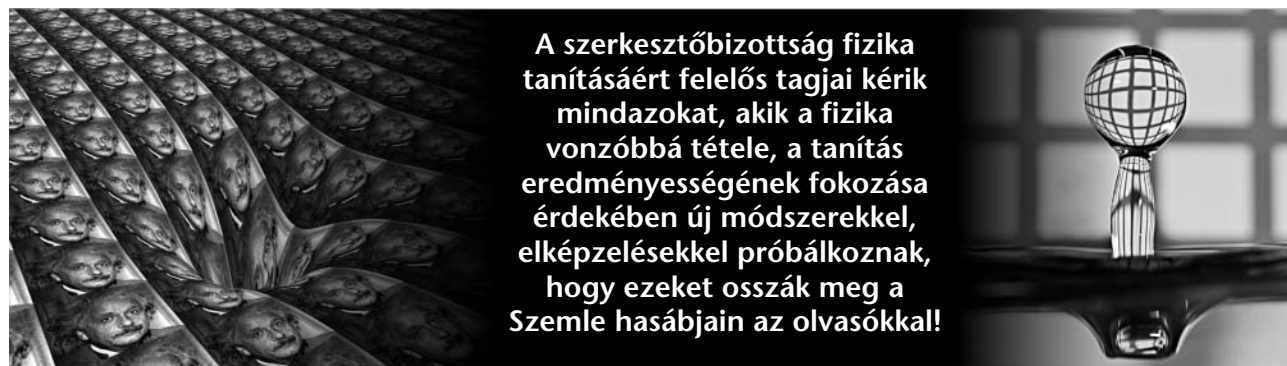 A szerkesztőbizottság fizika
tanításáért felelős tagjai kérik
mindazokat, akik a fizika
vonzóbbá tétele, a tanítás
eredményességének fokozása
érdekében új módszerekkel,
elképzelésekkel próbálkoznak,
hogy ezeket osszák meg a
Szemle hasábjain az olvasókkal!